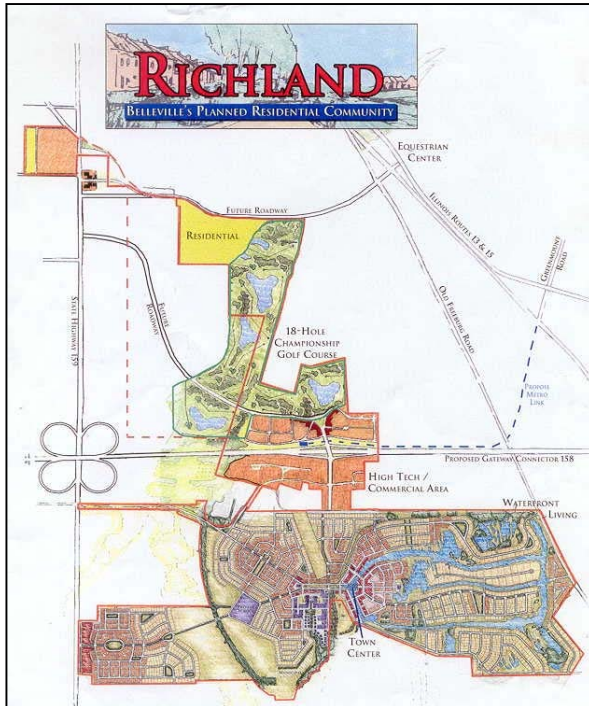 RICHLAND
BELLEVILLE'S PLANNED RESIDENTIAL COMMUNITY
EQUESTRIAN
CENTER
FUTURE ROADWAY
ILLINOIS ROUTES 13 & 15
RESIDENTIAL
GREENMOUNT
ROAD
OLD FREEBURG ROAD
STATE HIGHWAY 159
FUTURE
ROADWAY
18-HOLE
CHAMPIONSHIP
GOLF COURSE
PROPOSE
METRO
LINK
PROPOSED GATEWAY CONNECTOR 158
HIGH TECH /
COMMERCIAL AREA
WATERFRONT
LIVING
TOWN
CENTER